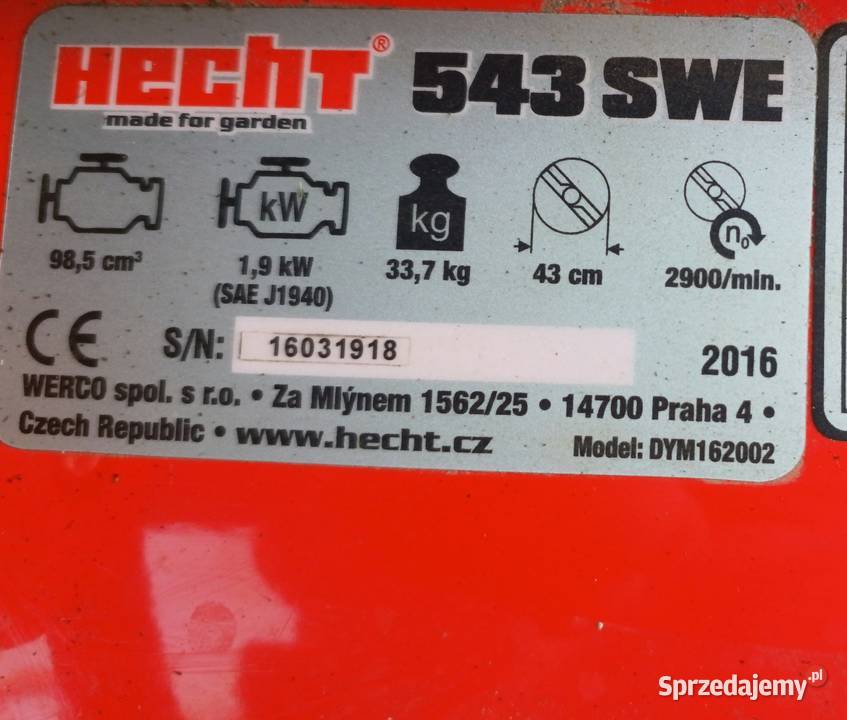 HECHT® 543 SWE
made for garden
kW
kg
n₀
98,5 cm³
1,9 kW
(SAE J1940)
33,7 kg
43 cm
2900/min.
CE S/N: 16031918 2016
WERCO spol. s r.o. • Za Mlýnem 1562/25 • 14700 Praha 4 •
Czech Republic • www.hecht.cz Model: DYM162002
Sprzedajemy.pl